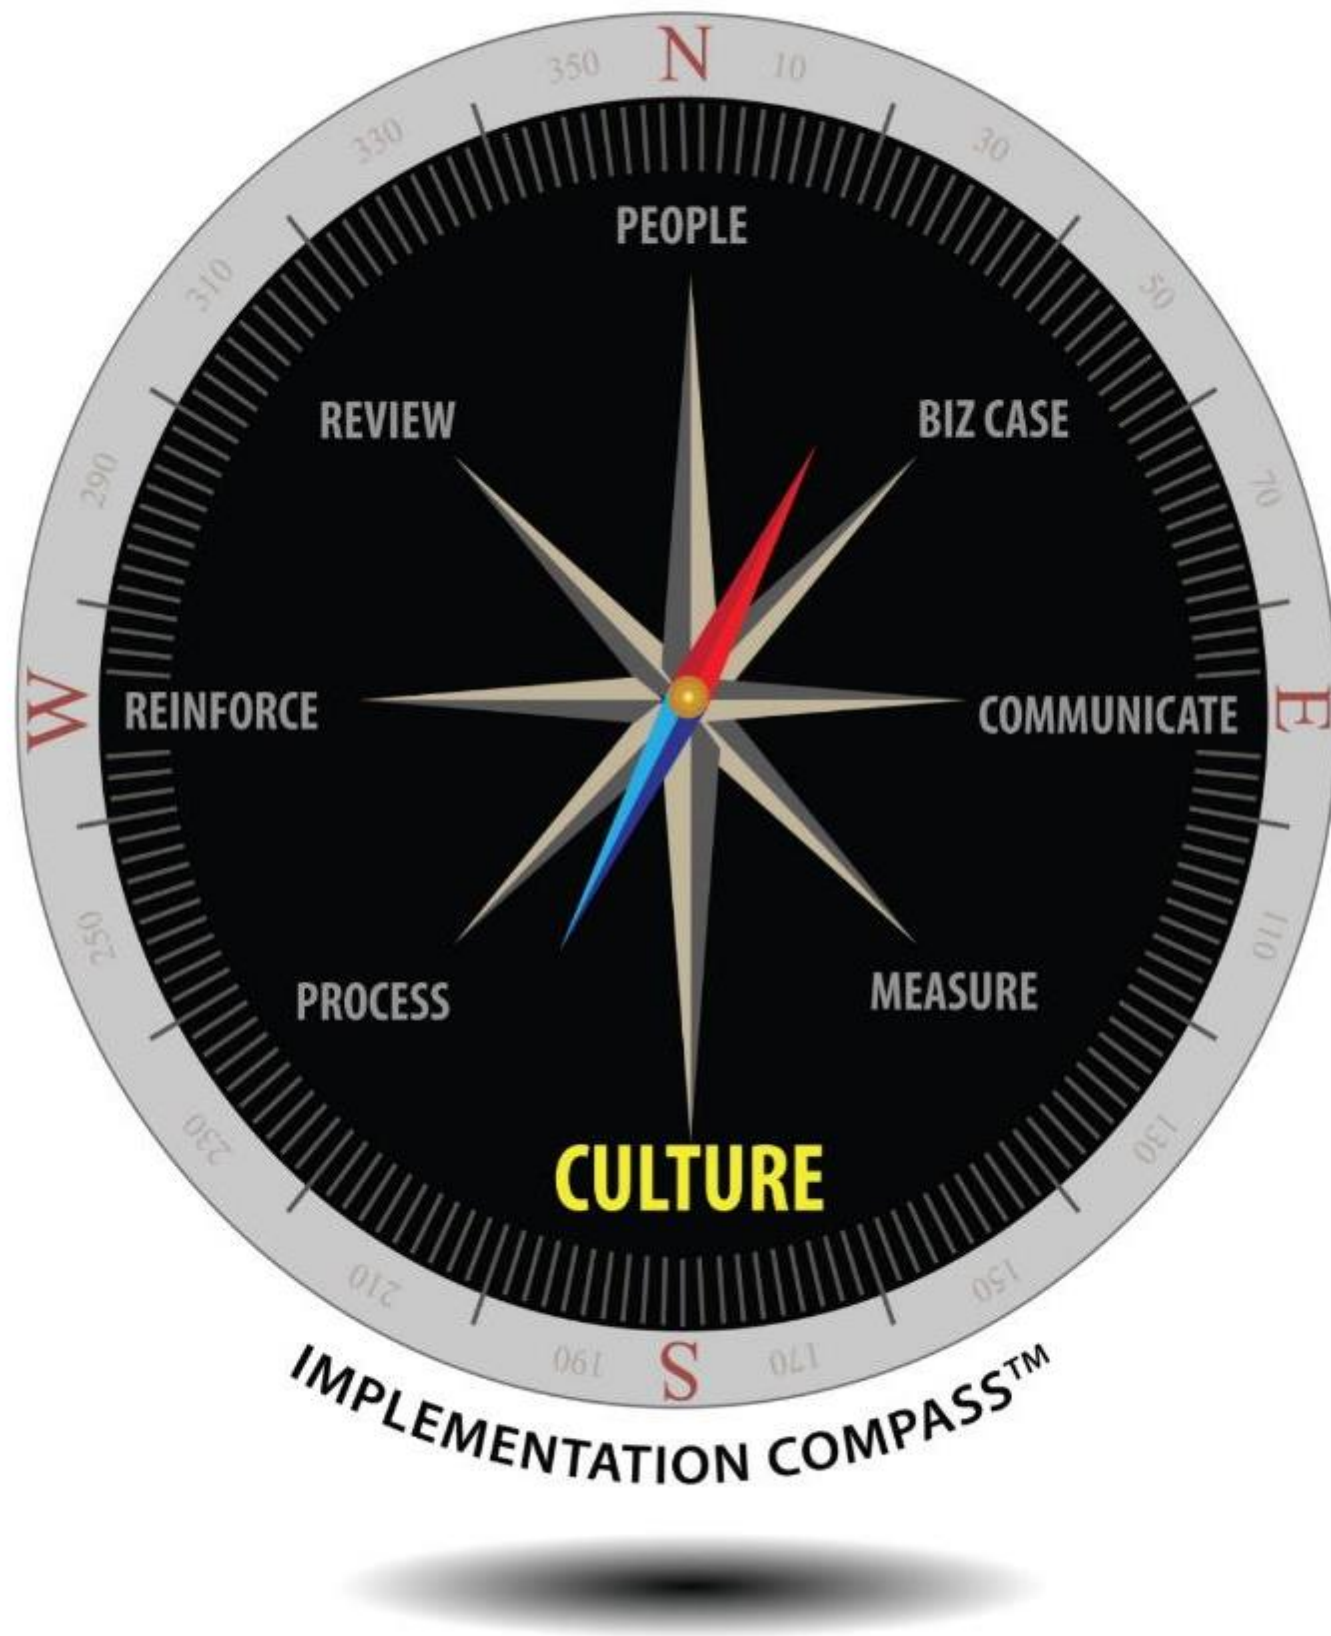 N
350
10
330
30
PEOPLE
310
50
REVIEW
BIZ CASE
290
70
W
REINFORCE
COMMUNICATE
E
250
110
PROCESS
MEASURE
230
130
CULTURE
210
150
190
S
170
IMPLEMENTATION COMPASS™